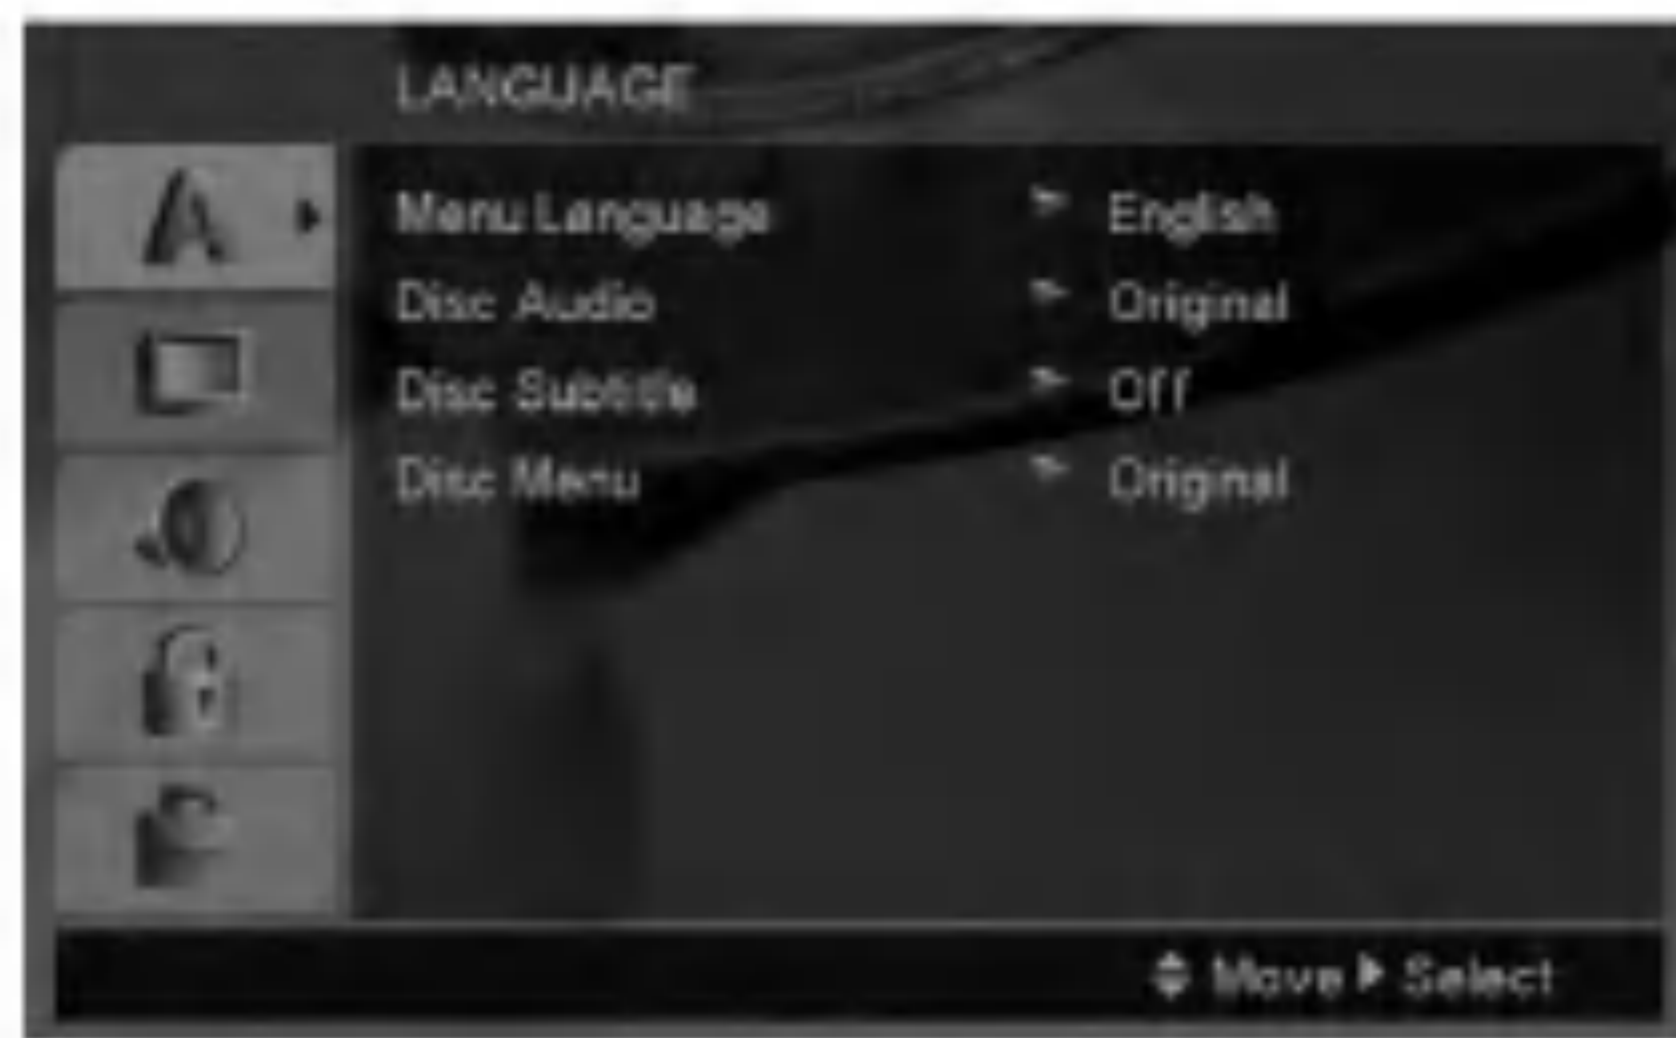 LANGUAGE
Menu Language English
Disc Audio Original
Disc Subtitle Off
Disc Menu Original
Move Select